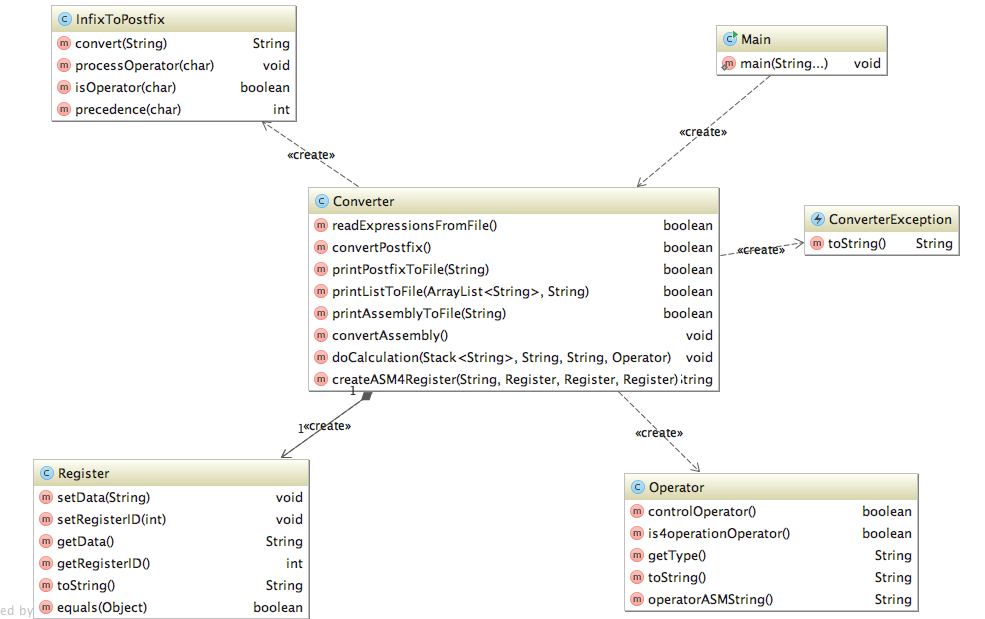 InfixToPostfix
convert(String) String
processOperator(char) void
isOperator(char) boolean
precedence(char) int
Main
main(String...) void
«create»
«create»
Converter
readExpressionsFromFile() boolean
convertPostfix() boolean
printPostfixToFile(String) boolean
printListToFile(ArrayList<String>, String) boolean
printAssemblyToFile(String) boolean
convertAssembly() void
doCalculation(Stack<String>, String, String, Operator) void
createASM4Register(String, Register, Register, Register) String
ConverterException
toString() String
«create»
1
1 «create»
«create»
Register
setData(String) void
setRegisterID(int) void
getData() String
getRegisterID() int
toString() String
equals(Object) boolean
Operator
controlOperator() boolean
is4operationOperator() boolean
getType() String
toString() String
operatorASMString() String
ed by